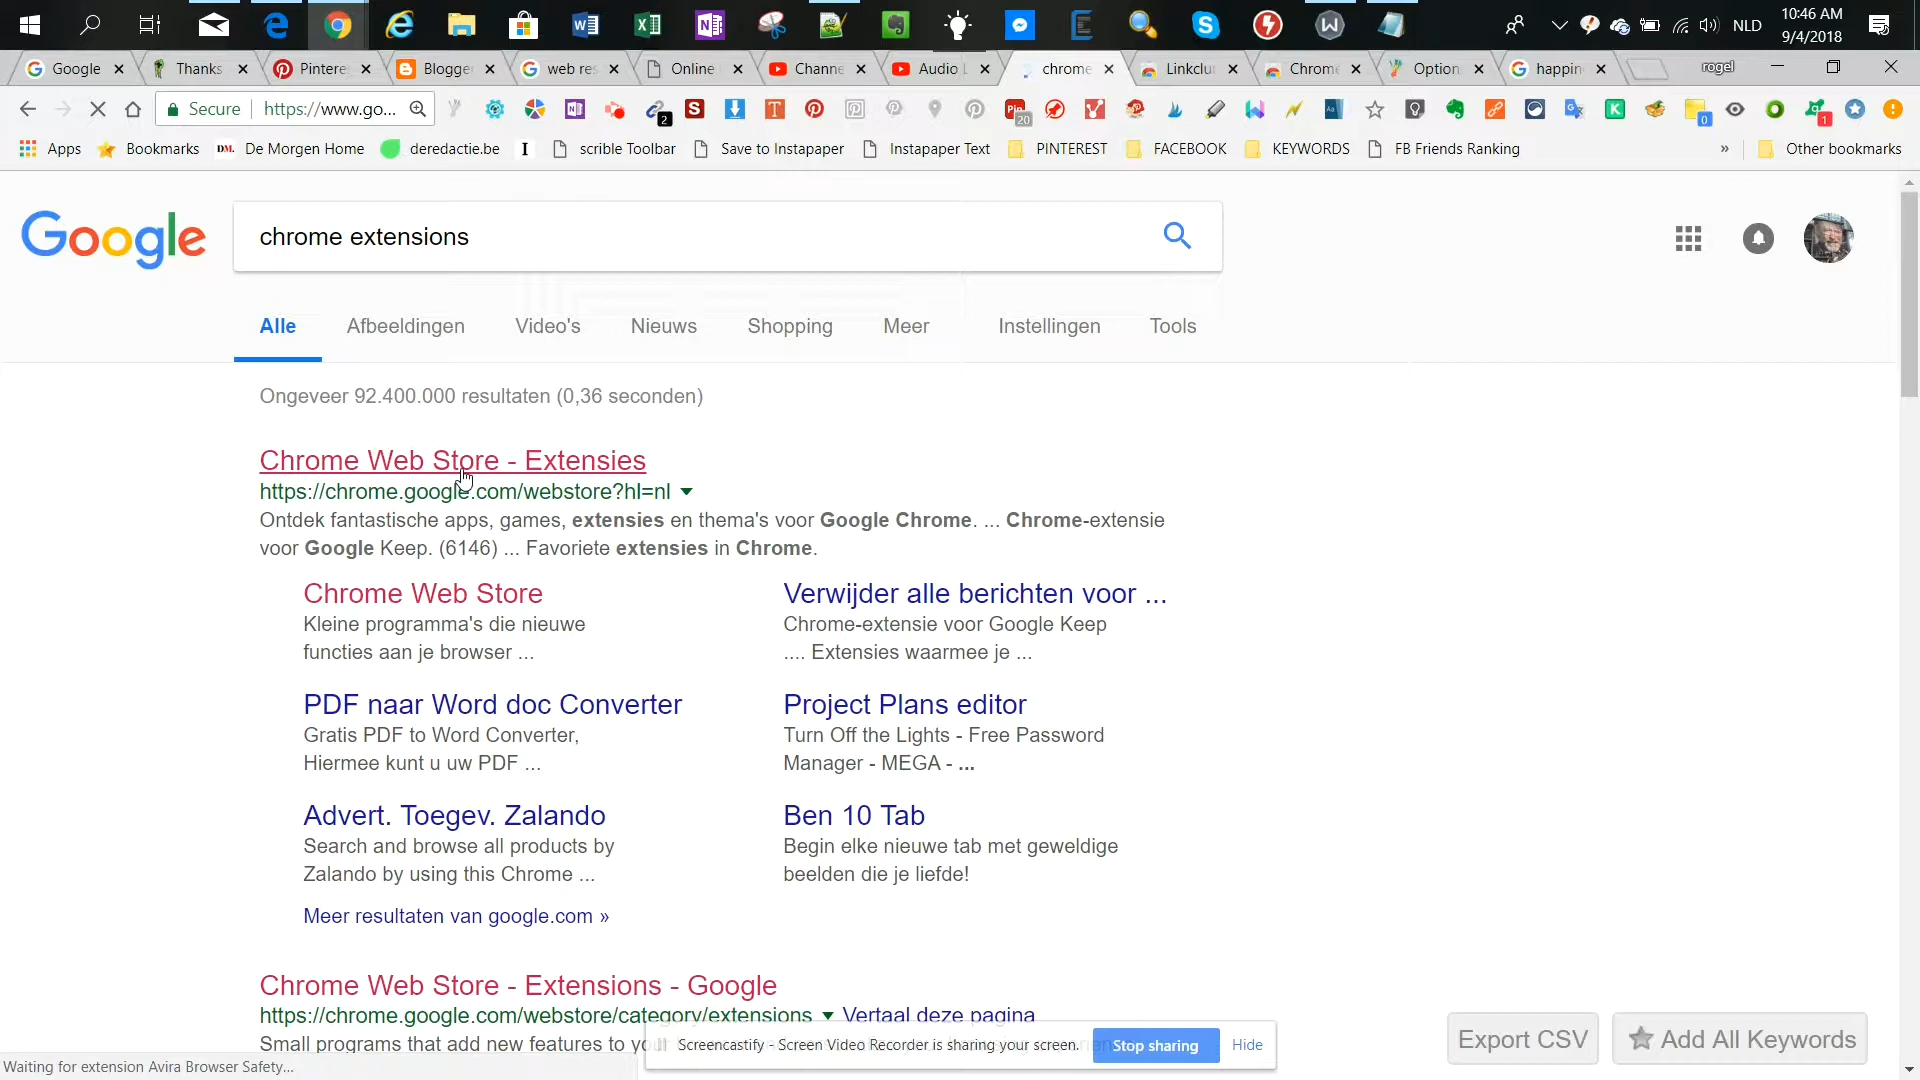 NLD
10:46 AM
9/4/2018
Google
Thanks
Pintere
Blogge
web re
Online
Channe
Audio
chrome
Linkclu
Chrome
Option
happin
rogel
Secure
https://www.go...
2
20
0
1
Apps
Bookmarks
DM. De Morgen Home
deredactie.be
I
scrible Toolbar
Save to Instapaper
Instapaper Text
PINTEREST
FACEBOOK
KEYWORDS
FB Friends Ranking
»
Other bookmarks
Google
chrome extensions
Alle
Afbeeldingen
Video's
Nieuws
Shopping
Meer
Instellingen
Tools
Ongeveer 92.400.000 resultaten (0,36 seconden)
Chrome Web Store - Extensies
https://chrome.google.com/webstore?hl=nl
Ontdek fantastische apps, games, extensies en thema's voor Google Chrome. ... Chrome-extensie
voor Google Keep. (6146) ... Favoriete extensies in Chrome.
Chrome Web Store
Kleine programma's die nieuwe
functies aan je browser ...
Verwijder alle berichten voor ...
Chrome-extensie voor Google Keep
.... Extensies waarmee je ...
PDF naar Word doc Converter
Gratis PDF to Word Converter,
Hiermee kunt u uw PDF ...
Project Plans editor
Turn Off the Lights - Free Password
Manager - MEGA - ...
Advert. Toegev. Zalando
Search and browse all products by
Zalando by using this Chrome ...
Ben 10 Tab
Begin elke nieuwe tab met geweldige
beelden die je liefde!
Meer resultaten van google.com »
Chrome Web Store - Extensions - Google
https://chrome.google.com/webstore/category/extensions
Vertaal deze pagina
Small programs that add new features to
Screencastify - Screen Video Recorder is sharing your screen.
Stop sharing
Hide
Export CSV
Add All Keywords
Waiting for extension Avira Browser Safety...